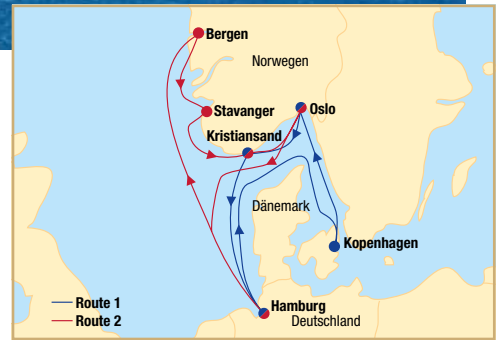 Bergen
Norwegen
Stavanger
Oslo
Kristiansand
Dänemark
Kopenhagen
Route 1
Hamburg
Route 2
Deutschland